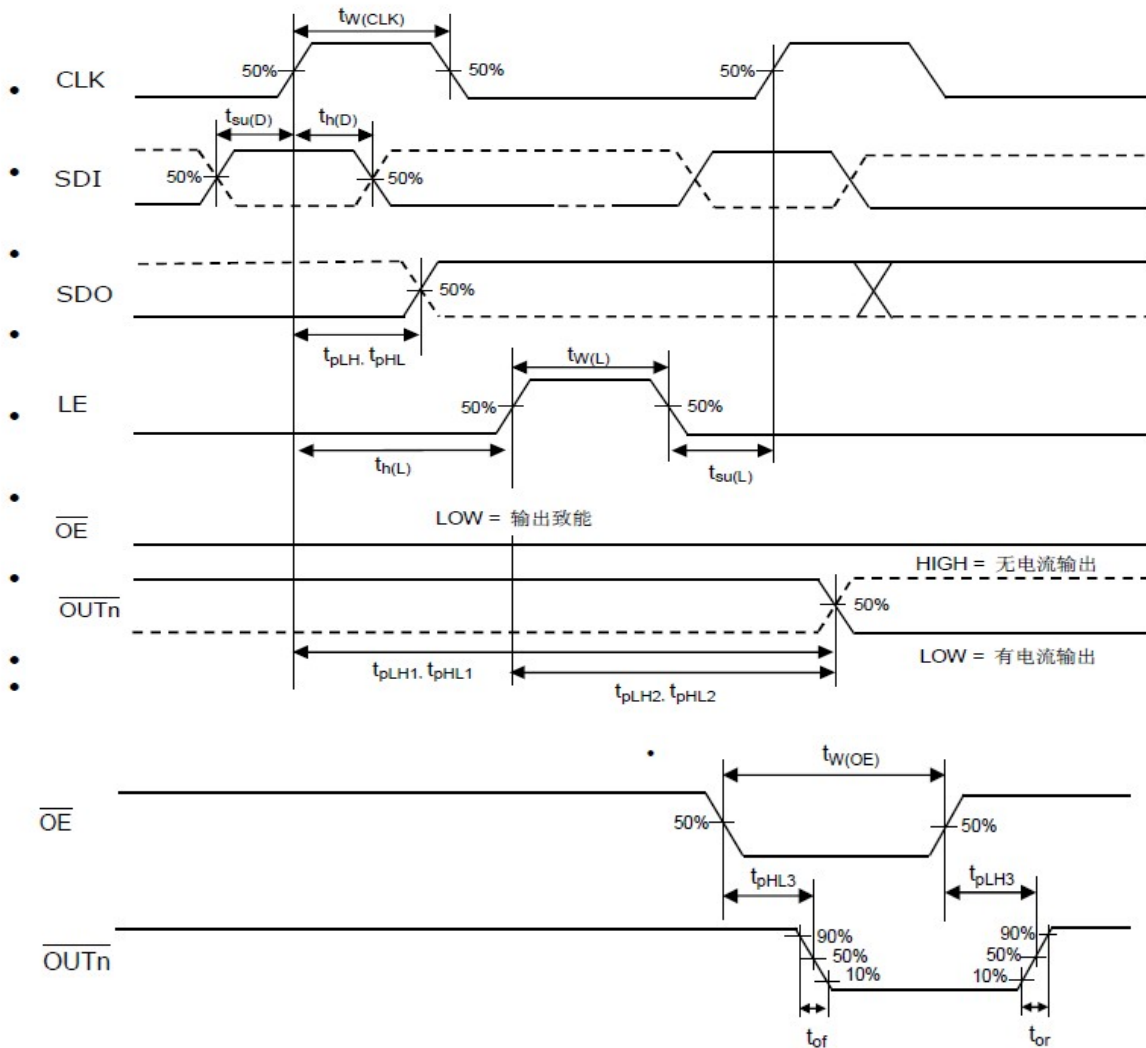 tW(CLK)
CLK
50%
50%
50%
tsu(D)
th(D)
SDI
50%
50%
SDO
50%
tpLH. tpHL
tW(L)
LE
50%
50%
th(L)
tsu(L)
LOW = 输出致能
OE
HIGH = 无电流输出
OUTn
50%
LOW = 有电流输出
tpLH1. tpHL1
tpLH2. tpHL2
tW(OE)
OE
50%
50%
tpHL3
tpLH3
OUTn
90%
50%
10%
90%
50%
10%
tof
tor